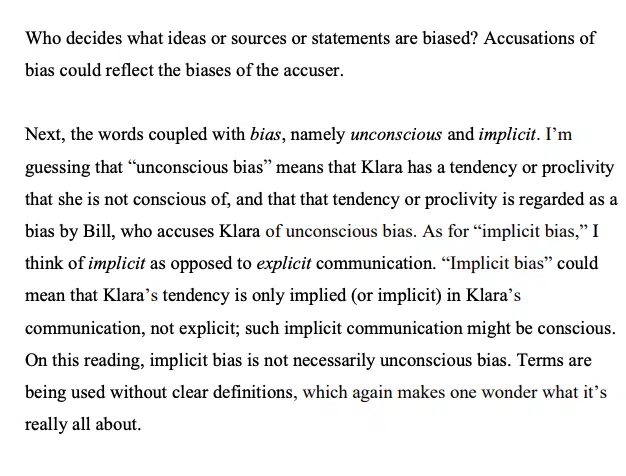 Who decides what ideas or sources or statements are biased? Accusations of
bias could reflect the biases of the accuser.
Next, the words coupled with bias, namely unconscious and implicit. I’m
guessing that “unconscious bias” means that Klara has a tendency or proclivity
that she is not conscious of, and that that tendency or proclivity is regarded as a
bias by Bill, who accuses Klara of unconscious bias. As for “implicit bias,” I
think of implicit as opposed to explicit communication. “Implicit bias” could
mean that Klara’s tendency is only implied (or implicit) in Klara’s
communication, not explicit; such implicit communication might be conscious.
On this reading, implicit bias is not necessarily unconscious bias. Terms are
being used without clear definitions, which again makes one wonder what it’s
really all about.